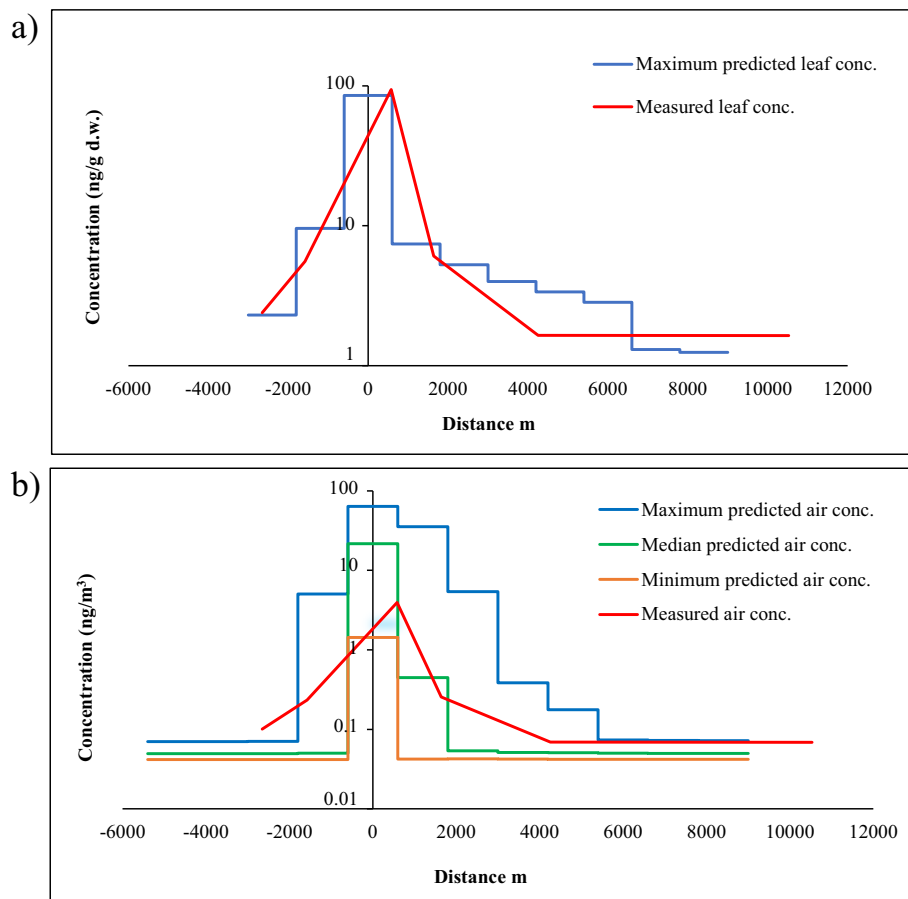 a)
Maximum predicted leaf conc.
Measured leaf conc.
Concentration (ng/g d.w.)
100
10
1
-6000 -4000 -2000 0 2000 4000 6000 8000 10000 12000
Distance m
b)
Maximum predicted air conc.
Median predicted air conc.
Minimum predicted air conc.
Measured air conc.
Concentration (ng/m³)
100
10
1
0.1
0.01
-6000 -4000 -2000 0 2000 4000 6000 8000 10000 12000
Distance m